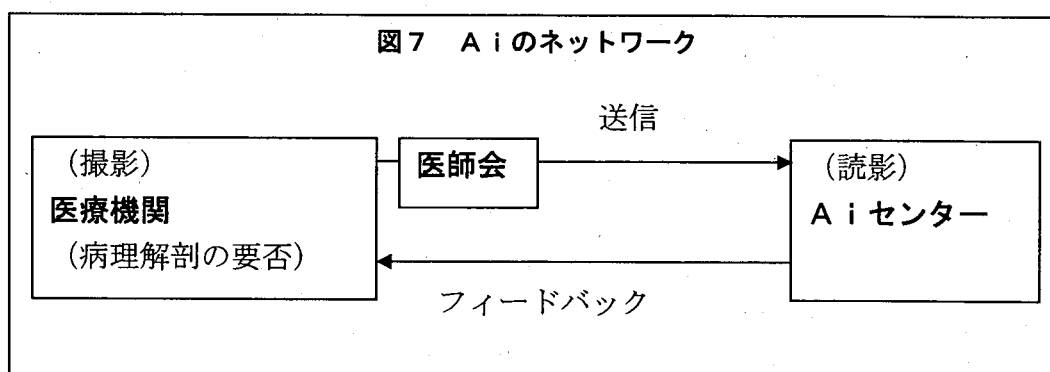 図7 Aiのネットワーク
送信
(撮影)
医療機関
(病理解剖の要否)
医師会
(読影)
Aiセンター
フィードバック